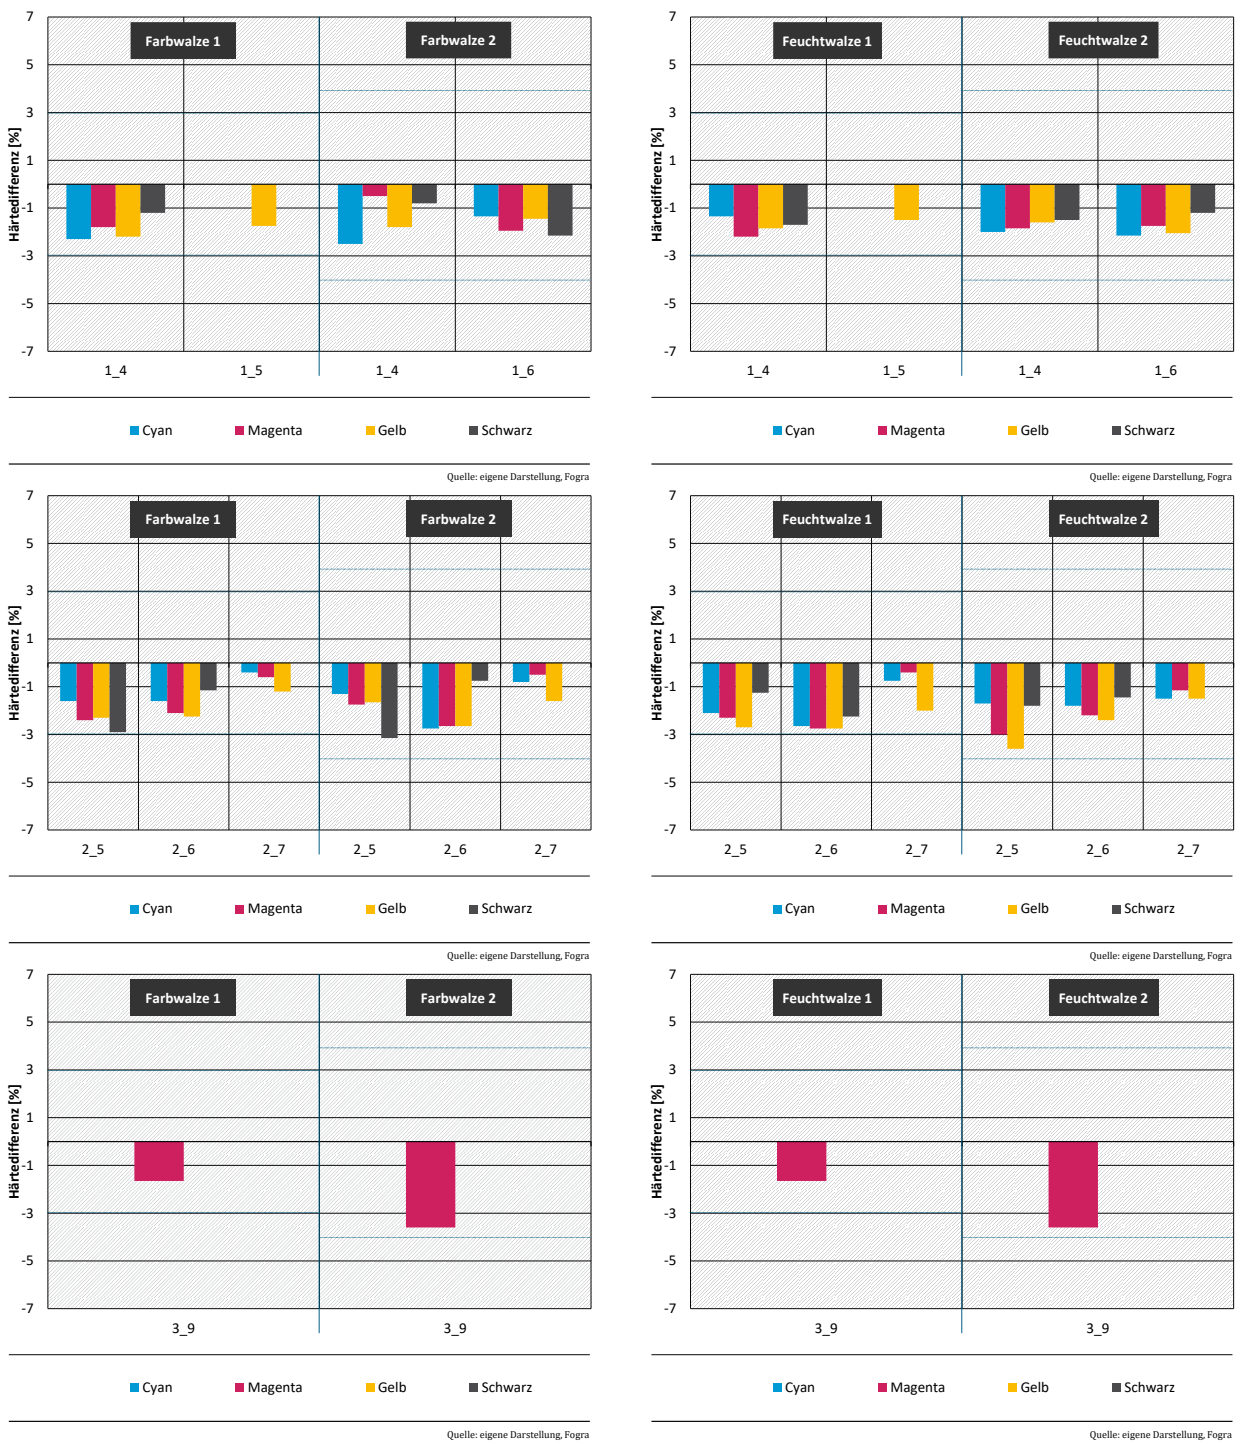 Härtedifferenz [%]
7
5
3
1
-1
-3
-5
-7
Farbwalze 1
Farbwalze 2
1_4
1_5
1_4
1_6
Cyan
Magenta
Gelb
Schwarz
Quelle: eigene Darstellung, Fogra
Härtedifferenz [%]
7
5
3
1
-1
-3
-5
-7
Feuchtwalze 1
Feuchtwalze 2
1_4
1_5
1_4
1_6
Cyan
Magenta
Gelb
Schwarz
Quelle: eigene Darstellung, Fogra
Härtedifferenz [%]
7
5
3
1
-1
-3
-5
-7
Farbwalze 1
Farbwalze 2
2_5
2_6
2_7
2_5
2_6
2_7
Cyan
Magenta
Gelb
Schwarz
Quelle: eigene Darstellung, Fogra
Härtedifferenz [%]
7
5
3
1
-1
-3
-5
-7
Feuchtwalze 1
Feuchtwalze 2
2_5
2_6
2_7
2_5
2_6
2_7
Cyan
Magenta
Gelb
Schwarz
Quelle: eigene Darstellung, Fogra
Härtedifferenz [%]
7
5
3
1
-1
-3
-5
-7
Farbwalze 1
Farbwalze 2
3_9
3_9
Cyan
Magenta
Gelb
Schwarz
Quelle: eigene Darstellung, Fogra
Härtedifferenz [%]
7
5
3
1
-1
-3
-5
-7
Feuchtwalze 1
Feuchtwalze 2
3_9
3_9
Cyan
Magenta
Gelb
Schwarz
Quelle: eigene Darstellung, Fogra